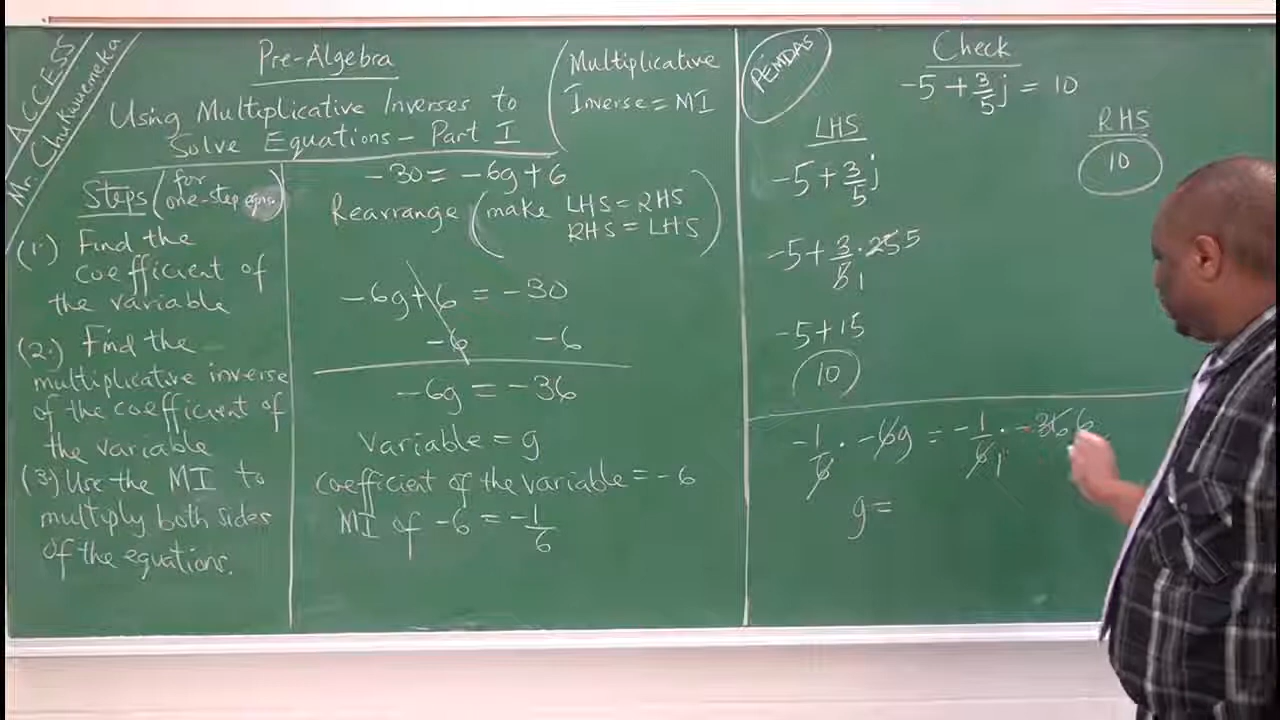 ACCESS
Mr. Chukwuemeka
Pre-Algebra
Using Multiplicative Inverses to
Solve Equations - Part I
(Multiplicative
Inverse = MI
Steps (for
one-step eqns.)
(1.) Find the
coefficient of
the variable
(2.) Find the
multiplicative inverse
of the coefficient of
the variable
(3.) Use the MI to
multiply both sides
of the equations.
-30 = -6g + 6
Rearrange (make LHS = RHS
RHS = LHS)
-6g + 6 = -30
-6 -6
-6g = -36
variable = g
coefficient of the variable = -6
MI of -6 = -1/6
PEMDAS
Check
-5 + 3/5 j = 10
LHS
-5 + 3/5 j
-5 + 3/5 1 · 25 5
-5 + 15
10
RHS
10
-1/6 · -6g = -1/6 1 · -36 6
g =